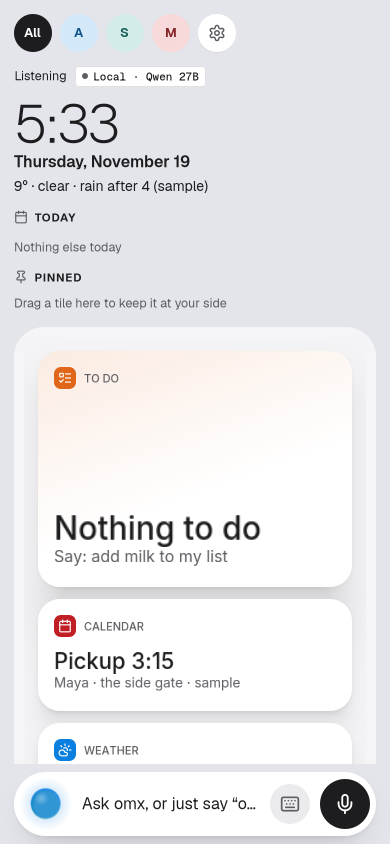 All A S M
Listening Local · Qwen 27B
5:33
Thursday, November 19
9° · clear · rain after 4 (sample)
TODAY
Nothing else today
PINNED
Drag a tile here to keep it at your side
TO DO
Nothing to do
Say: add milk to my list
CALENDAR
Pickup 3:15
Maya · the side gate · sample
WEATHER
Ask omx, or just say “o…